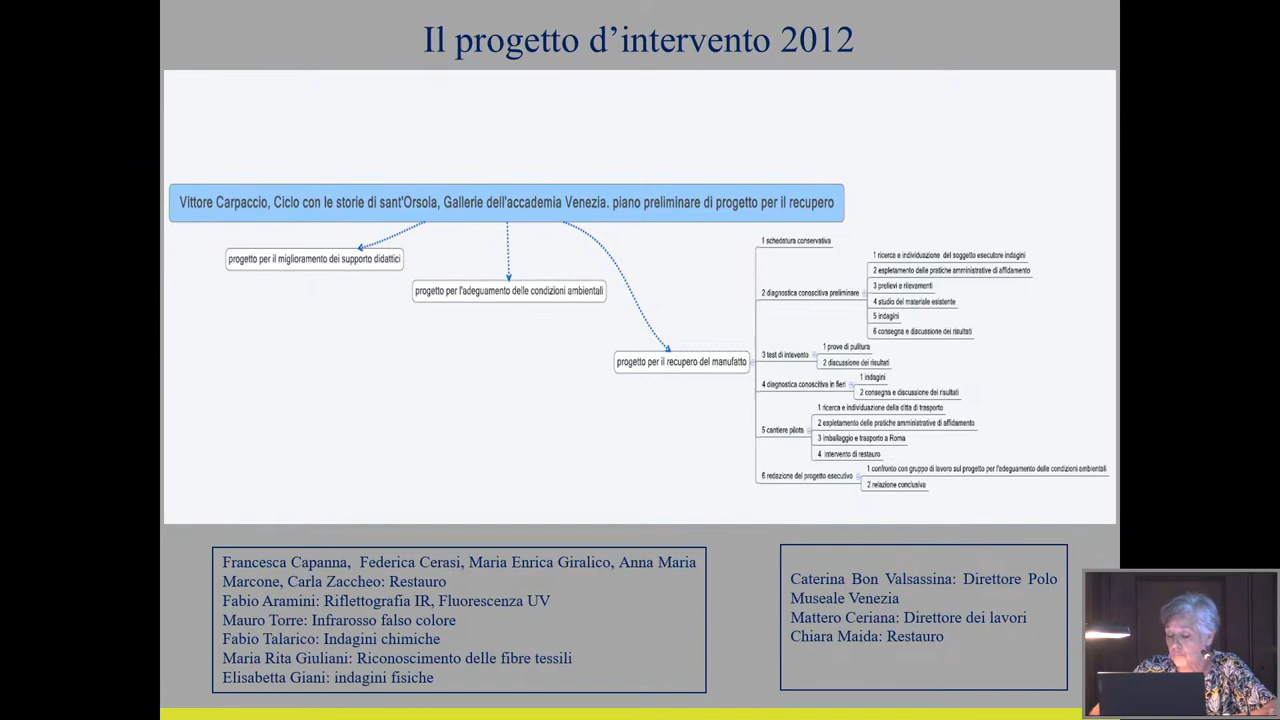 Il progetto d’intervento 2012
Vittore Carpaccio, Ciclo con le storie di sant'Orsola, Gallerie dell'accademia Venezia. piano preliminare di progetto per il recupero
progetto per il miglioramento dei supporto didattici
progetto per l'adeguamento delle condizioni ambientali
progetto per il recupero del manufatto
1 schedatura conservativa
2 diagnostica conoscitiva preliminare
1 ricerca e individuazione del soggetto esecutore indagini
2 espletamento delle pratiche amministrative di affidamento
3 prelievi e rilevamenti
4 studio del materiale esistente
5 indagini
6 consegna e discussione dei risultati
3 test di intevento
1 prove di pulitura
2 discussione dei risultati
4 diagnostica conoscitiva in fieri
1 indagini
2 consegna e discussione dei risultati
5 cantiere pilota
1 ricerca e individuazione della ditta di trasporto
2 espletamento delle pratiche amministrative di affidamento
3 imballaggio e trasporto a Roma
4 intervento di restauro
6 redazione del progetto esecutivo
1 confronto con gruppo di lavoro sul progetto per l'adeguamento delle condizioni ambientali
2 relazione conclusiva
Francesca Capanna, Federica Cerasi, Maria Enrica Giralico, Anna Maria
Marcone, Carla Zaccheo: Restauro
Fabio Aramini: Riflettografia IR, Fluorescenza UV
Mauro Torre: Infrarosso falso colore
Fabio Talarico: Indagini chimiche
Maria Rita Giuliani: Riconoscimento delle fibre tessili
Elisabetta Giani: indagini fisiche
Caterina Bon Valsassina: Direttore Polo
Museale Venezia
Mattero Ceriana: Direttore dei lavori
Chiara Maida: Restauro